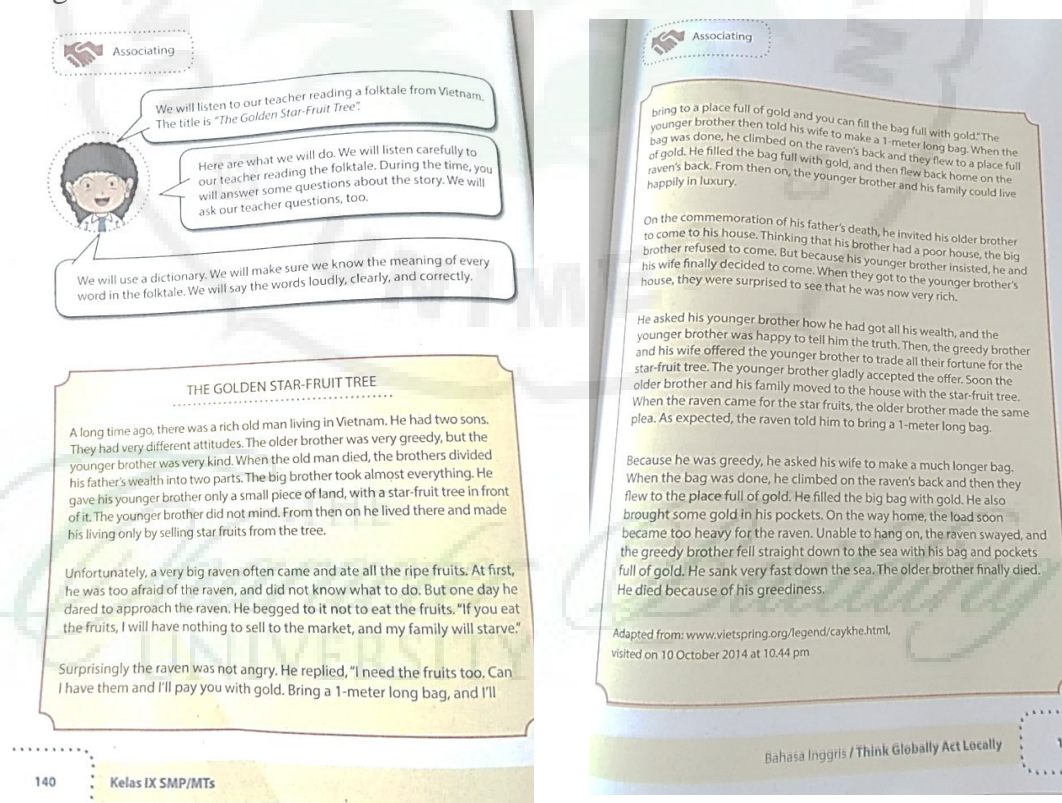 Associating
We will listen to our teacher reading a folktale from Vietnam.
The title is "The Golden Star-Fruit Tree".
Here are what we will do. We will listen carefully to
our teacher reading the folktale. During the time, you
will answer some questions about the story. We will
ask our teacher questions, too.
We will use a dictionary. We will make sure we know the meaning of every
word in the folktale. We will say the words loudly, clearly, and correctly.
THE GOLDEN STAR-FRUIT TREE
A long time ago, there was a rich old man living in Vietnam. He had two sons.
They had very different attitudes. The older brother was very greedy, but the
younger brother was very kind. When the old man died, the brothers divided
his father's wealth into two parts. The big brother took almost everything. He
gave his younger brother only a small piece of land, with a star-fruit tree in front
of it. The younger brother did not mind. From then on he lived there and made
his living only by selling star fruits from the tree.
Unfortunately, a very big raven often came and ate all the ripe fruits. At first,
he was too afraid of the raven, and did not know what to do. But one day he
dared to approach the raven. He begged to it not to eat the fruits. "If you eat
the fruits, I will have nothing to sell to the market, and my family will starve."
Surprisingly the raven was not angry. He replied, "I need the fruits too. Can
I have them and I'll pay you with gold. Bring a 1-meter long bag, and I'll
140
Kelas IX SMP/MTs
Associating
bring to a place full of gold and you can fill the bag full with gold." The
younger brother then told his wife to make a 1-meter long bag. When the
bag was done, he climbed on the raven's back and they flew to a place full
of gold. He filled the bag full with gold, and then flew back home on the
raven's back. From then on, the younger brother and his family could live
happily in luxury.
On the commemoration of his father's death, he invited his older brother
to come to his house. Thinking that his brother had a poor house, the big
brother refused to come. But because his younger brother insisted, he and
his wife finally decided to come. When they got to the younger brother's
house, they were surprised to see that he was now very rich.
He asked his younger brother how he had got all his wealth, and the
younger brother was happy to tell him the truth. Then, the greedy brother
and his wife offered the younger brother to trade all their fortune for the
star-fruit tree. The younger brother gladly accepted the offer. Soon the
older brother and his family moved to the house with the star-fruit tree.
When the raven came for the star fruits, the older brother made the same
plea. As expected, the raven told him to bring a 1-meter long bag.
Because he was greedy, he asked his wife to make a much longer bag.
When the bag was done, he climbed on the raven's back and then they
flew to the place full of gold. He filled the big bag with gold. He also
brought some gold in his pockets. On the way home, the load soon
became too heavy for the raven. Unable to hang on, the raven swayed, and
the greedy brother fell straight down to the sea with his bag and pockets
full of gold. He sank very fast down the sea. The older brother finally died.
He died because of his greediness.
Adapted from: www.vietspring.org/legend/caykhe.html,
visited on 10 October 2014 at 10.44 pm
Bahasa Inggris / Think Globally Act Locally
THE
Building
UNIVERSITY